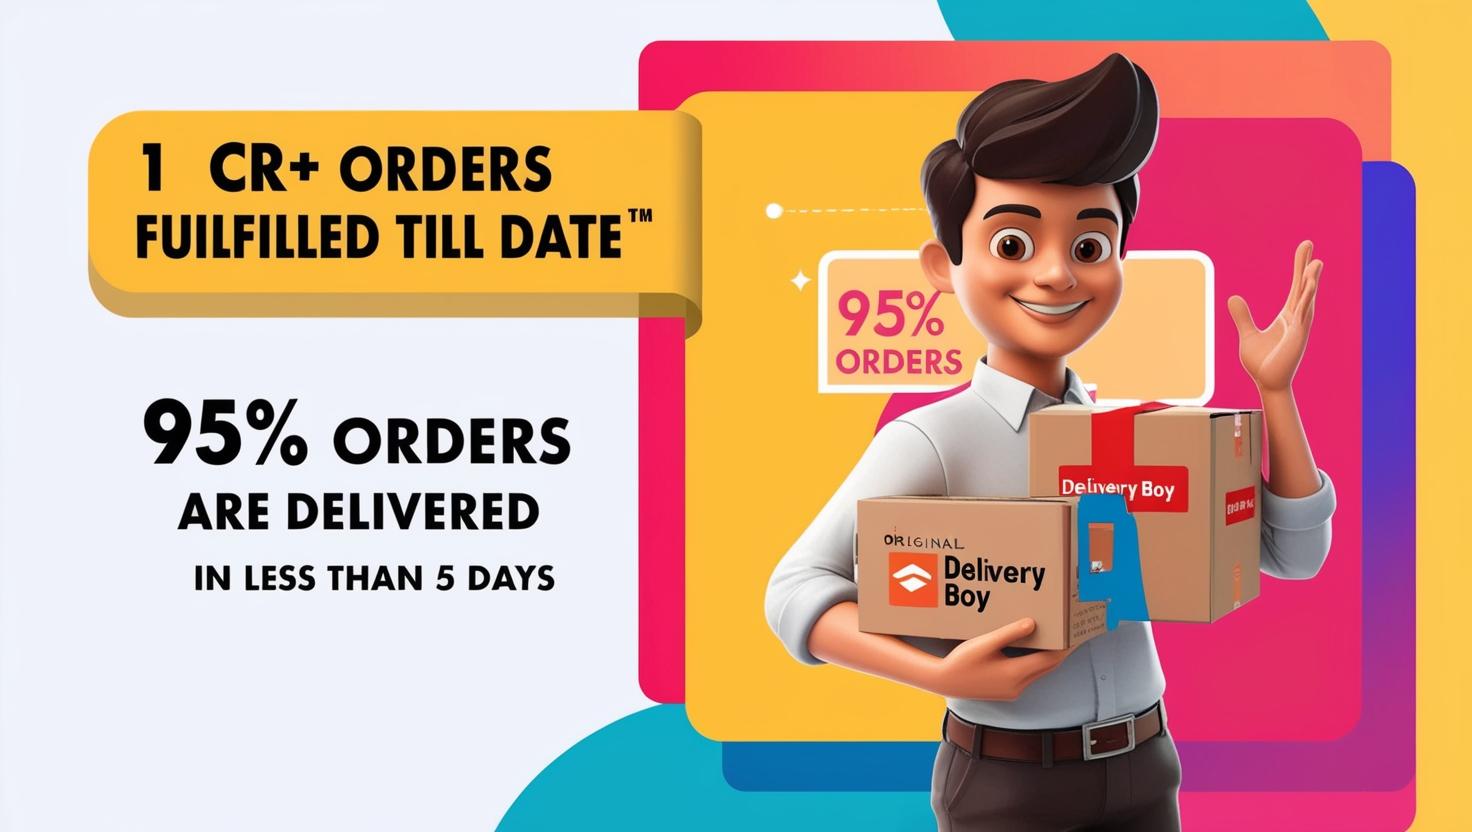 1 CR+ ORDERS
FUILFILLED TILL DATE™
95% ORDERS
ARE DELIVERED
IN LESS THAN 5 DAYS
95%
ORDERS
Delivery Boy
ORIGINAL
Delivery
Boy